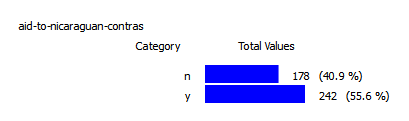 aid-to-nicaraguan-contras
Category Total Values
n 178 (40.9 %)
y 242 (55.6 %)